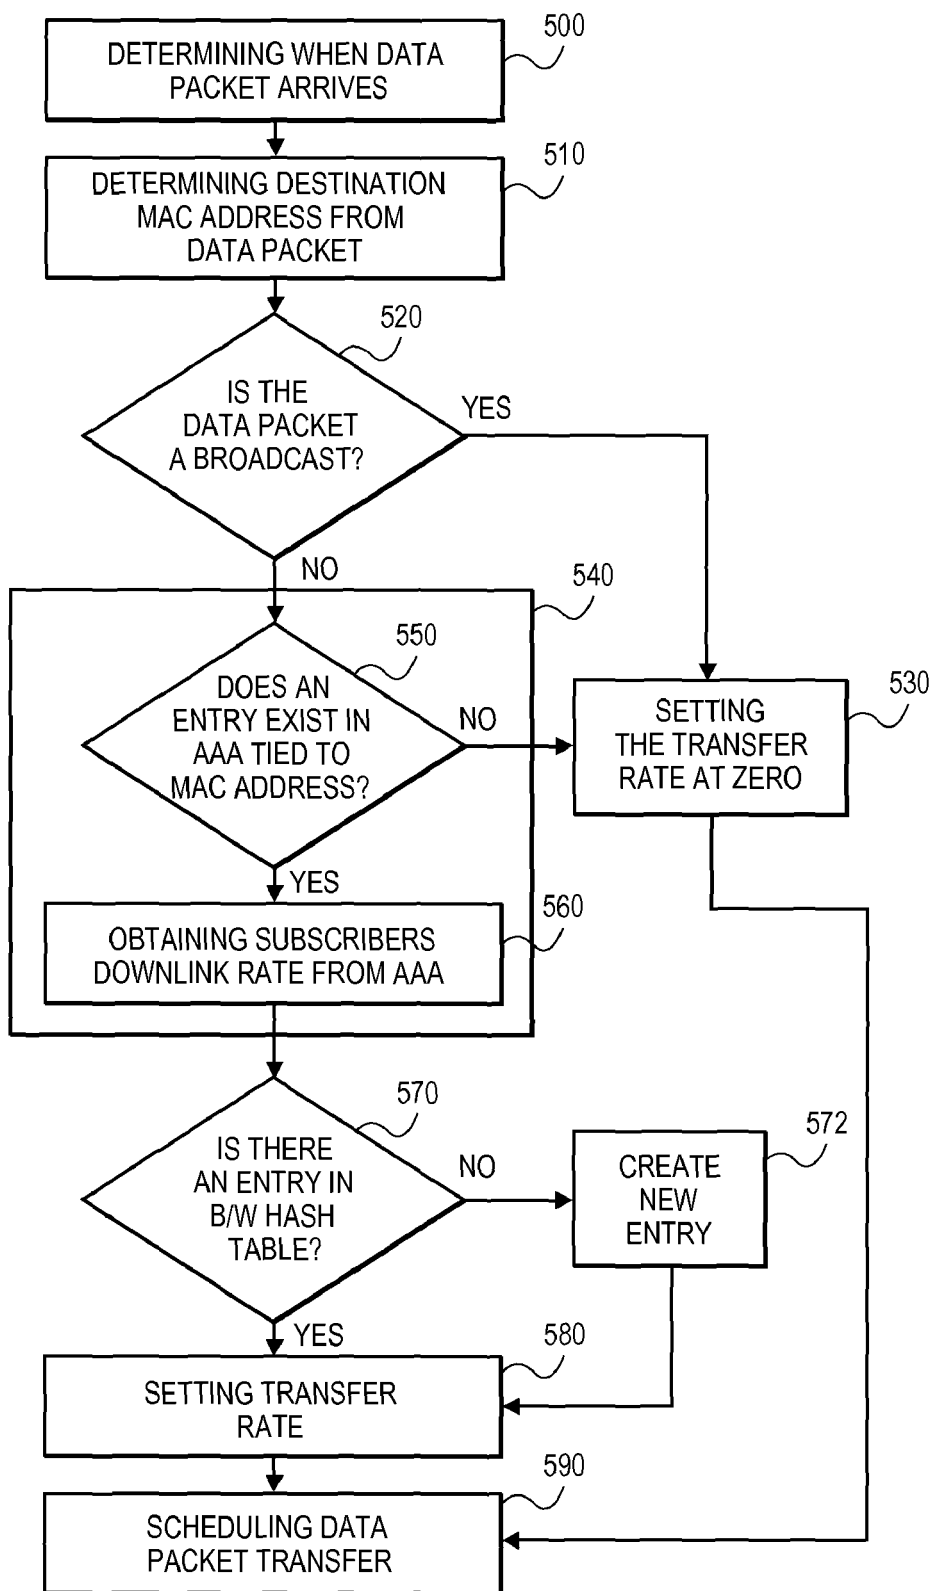 500
DETERMINING WHEN DATA
PACKET ARRIVES
510
DETERMINING DESTINATION
MAC ADDRESS FROM
DATA PACKET
520
IS THE
DATA PACKET
A BROADCAST?
YES
NO
540
550
DOES AN
ENTRY EXIST IN
AAA TIED TO
MAC ADDRESS?
NO
530
SETTING
THE TRANSFER
RATE AT ZERO
YES
560
OBTAINING SUBSCRIBERS
DOWNLINK RATE FROM AAA
570
IS THERE
AN ENTRY IN
B/W HASH
TABLE?
NO
572
CREATE
NEW
ENTRY
YES
580
SETTING TRANSFER
RATE
590
SCHEDULING DATA
PACKET TRANSFER